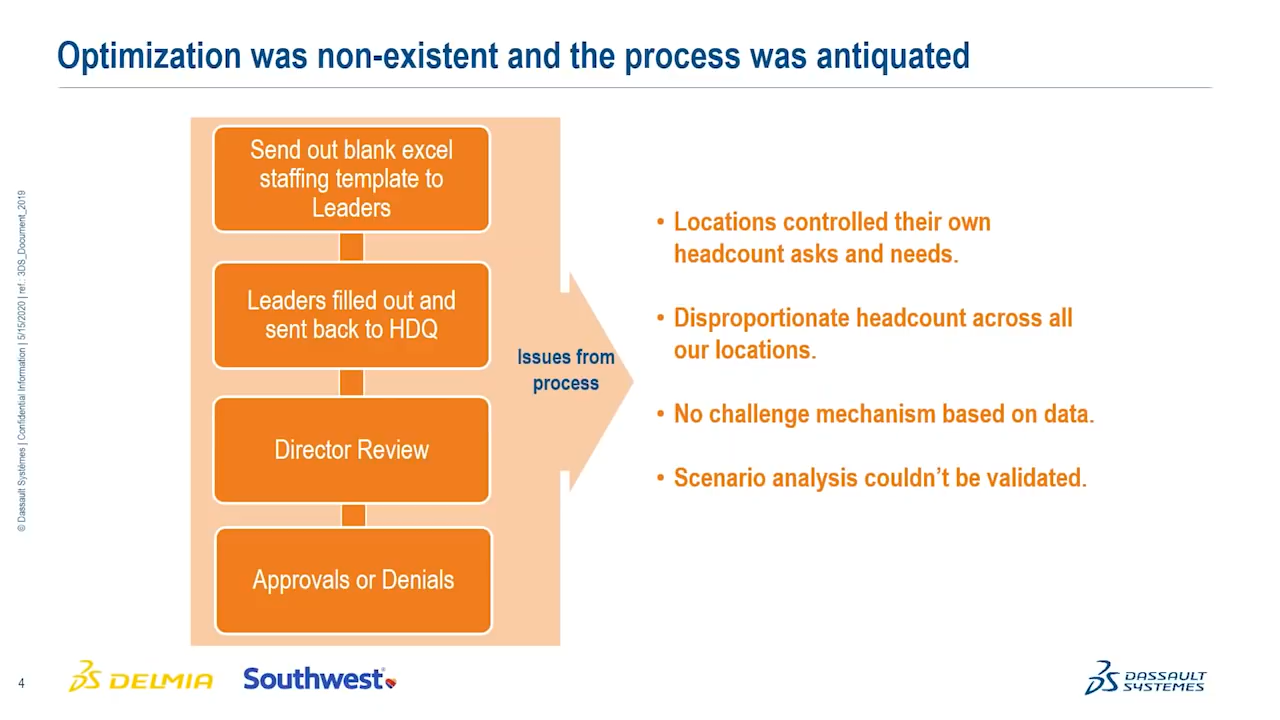 Optimization was non-existent and the process was antiquated
Send out blank excel
staffing template to
Leaders
Leaders filled out and
sent back to HDQ
Director Review
Approvals or Denials
Issues from
process
• Locations controlled their own
headcount asks and needs.
• Disproportionate headcount across all
our locations.
• No challenge mechanism based on data.
• Scenario analysis couldn’t be validated.
© Dassault Systèmes | Confidential Information | 5/15/2020 | ref.: 3DS_Document_2019
4
DELMIA
Southwest®
DASSAULT
SYSTEMES